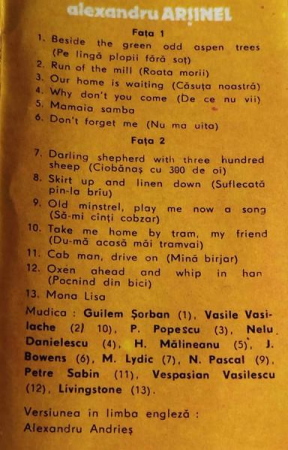 alexandru ARȘINEL
Fața 1
1. Beside the green odd aspen trees
(Pe lîngă plopii fără soț)
2. Run of the mill (Roata morii)
3. Our home is waiting (Căsuța noastră)
4. Why don't you come (De ce nu vii)
5. Mamaia samba
6. Don't forget me (Nu ma uita)
Fața 2
7. Darling shepherd with three hundred
sheep (Ciobănaș cu 300 de oi)
8. Skirt up and linen down (Suflecată
pin-la brîu)
9. Old minstrel, play me now a song
(Să-mi cînți cobzar)
10. Take me home by tram, my friend
(Du-mă acasă măi tramvai)
11. Cab man, drive on (Mînă birjar)
12. Oxen ahead and whip in han
(Pocnind din bici)
13. Mona Lisa
Mudica : Guilem Șorban (1), Vasile Vasi-
lache (2) 10), P. Popescu (3), Nelu
Danielescu (4), H. Mălineanu (5), J.
Bowens (6), M. Lydic (7), N. Pascal (9),
Petre Sabin (11), Vespasian Vasilescu
(12), Livingstone (13).
Versiunea în limba engleză :
Alexandru Andrieș